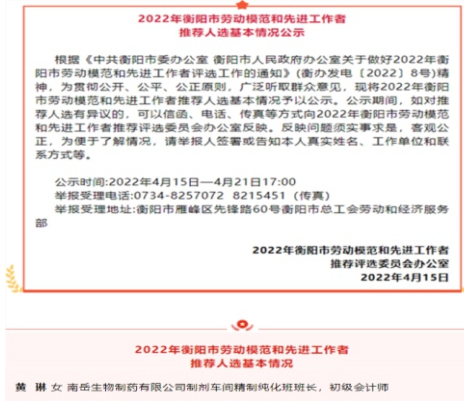 2022年衡阳市劳动模范和先进工作者
推荐人选基本情况公示
根据《中共衡阳市委办公室 衡阳市人民政府办公室关于做好2022年衡
阳市劳动模范和先进工作者评选工作的通知》(衡办发电〔2022〕8号)精
神，为贯彻公开、公平、公正原则，广泛听取群众意见，现将2022年衡阳
市劳动模范和先进工作者推荐人选基本情况予以公示。公示期间，如对推
荐人选有异议的，可以信函、电话、传真等方式向2022年衡阳市劳动模范
和先进工作者推荐评选委员会办公室反映。反映问题须实事求是，客观公
正，为便于了解情况，请举报人签署或告知本人真实姓名、工作单位和联
系方式等。
公示时间:2022年4月15日—4月21日17:00
举报受理电话:0734-8257072 8215451（传真）
举报受理地址:衡阳市雁峰区先锋路60号衡阳市总工会劳动和经济服务
部
2022年衡阳市劳动模范和先进工作者
推荐评选委员会办公室
2022年4月15日
2022年衡阳市劳动模范和先进工作者
推荐人选基本情况
黄 琳 女 南岳生物制药有限公司制剂车间精制纯化班班长，初级会计师